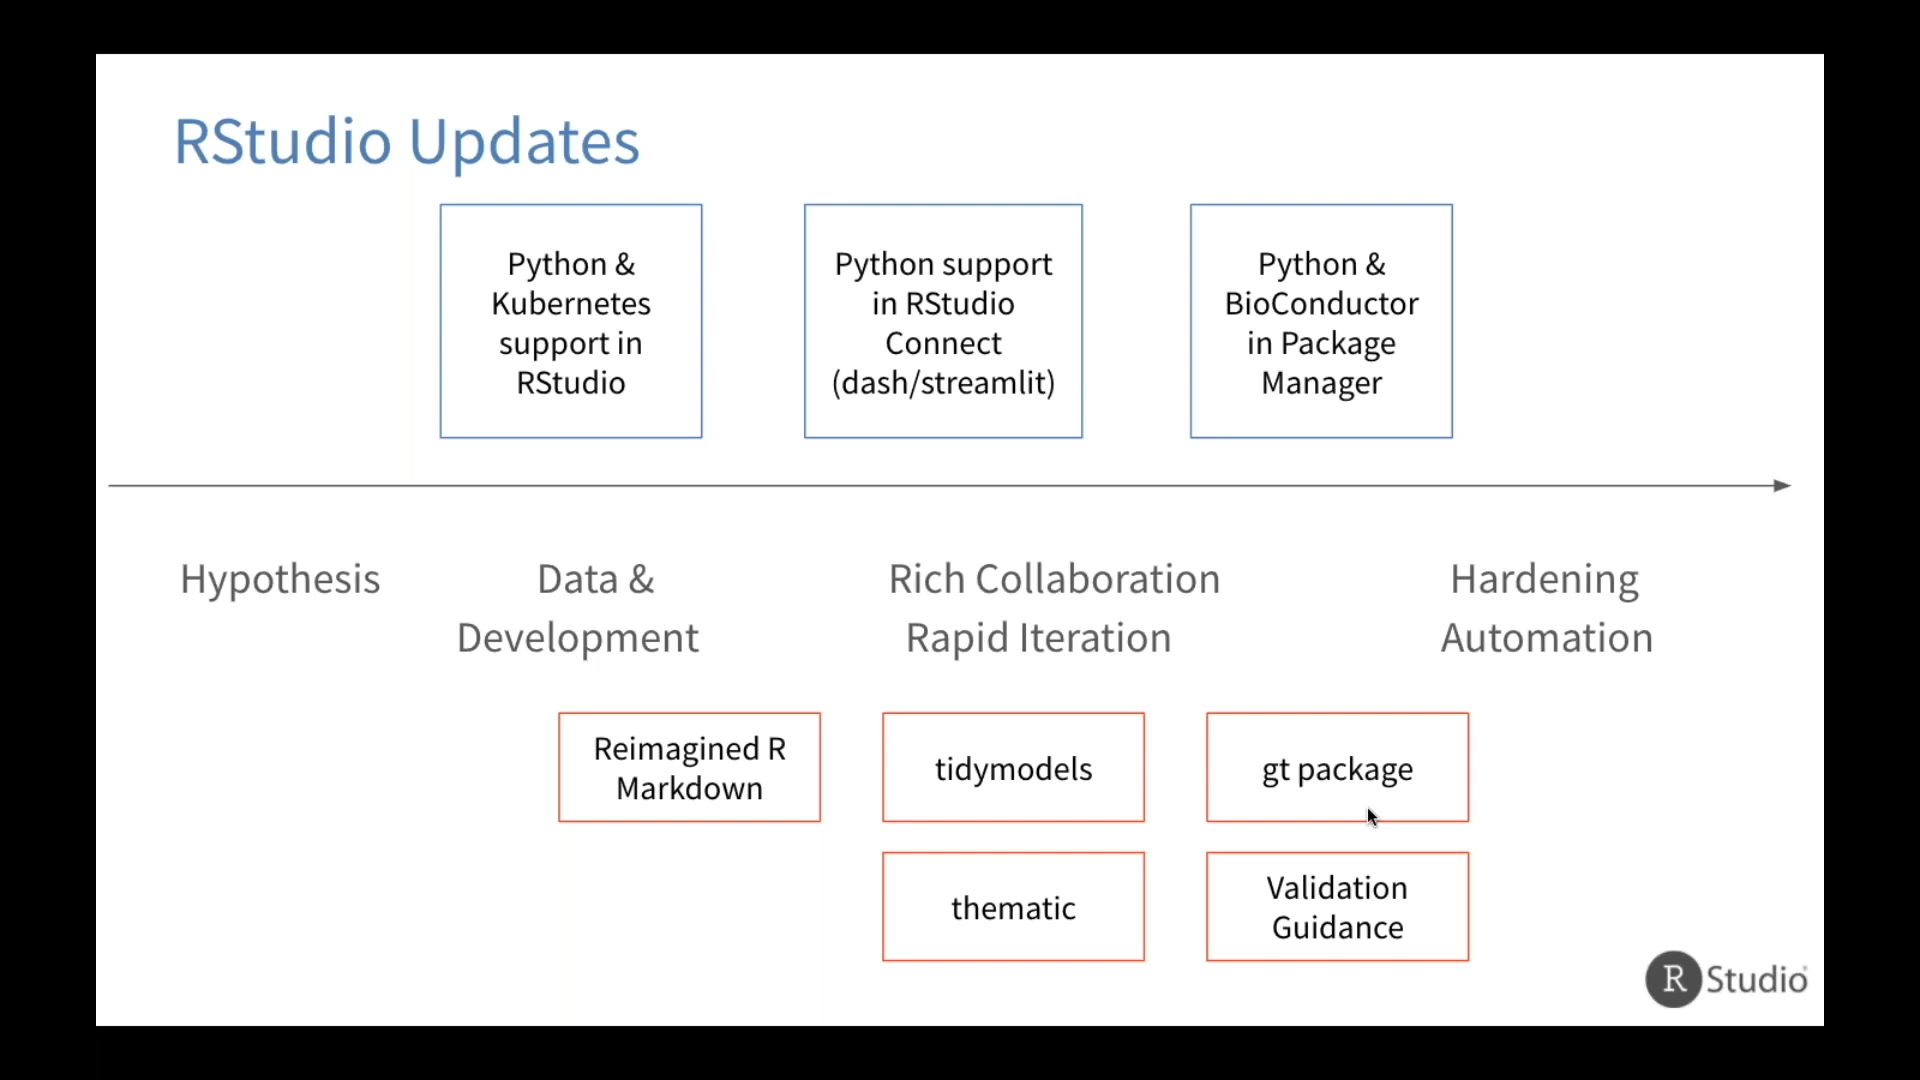 RStudio Updates
Python &
Kubernetes
support in
RStudio
Python support
in RStudio
Connect
(dash/streamlit)
Python &
BioConductor
in Package
Manager
Hypothesis
Data &
Development
Rich Collaboration
Rapid Iteration
Hardening
Automation
Reimagined R
Markdown
tidymodels
gt package
thematic
Validation
Guidance
R Studio